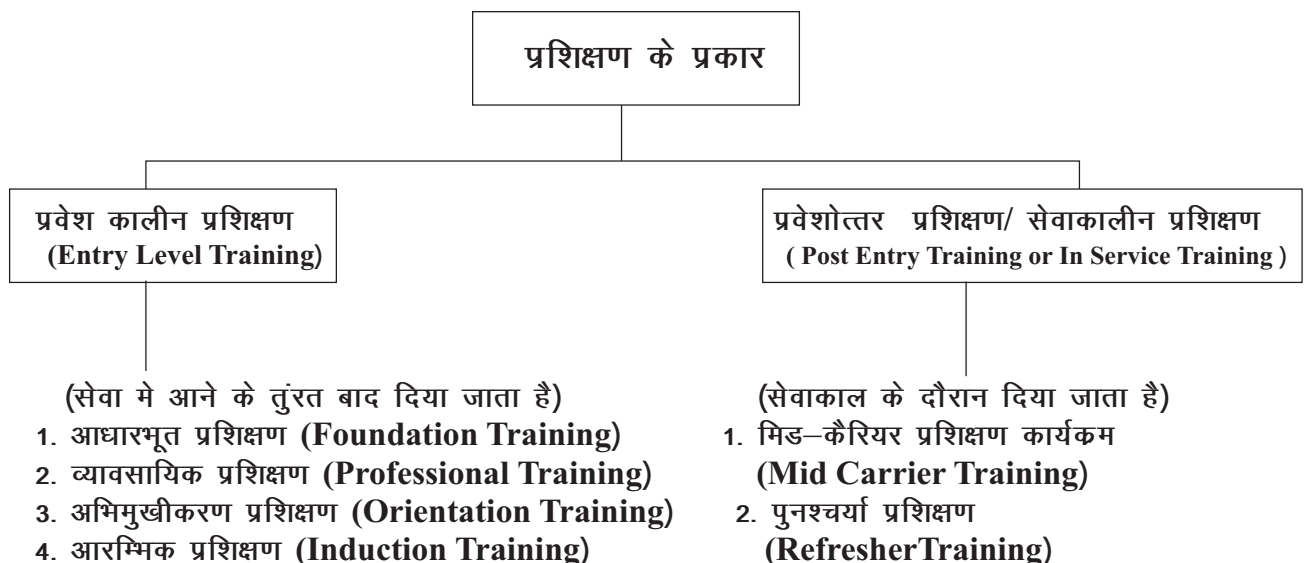 प्रशिक्षण के प्रकार
प्रवेश कालीन प्रशिक्षण
(Entry Level Training)
(सेवा मे आने के तुंरत बाद दिया जाता है)
1. आधारभूत प्रशिक्षण (Foundation Training)
2. व्यावसायिक प्रशिक्षण (Professional Training)
3. अभिमुखीकरण प्रशिक्षण (Orientation Training)
4. आरम्भिक प्रशिक्षण (Induction Training)
प्रवेशोत्तर प्रशिक्षण/ सेवाकालीन प्रशिक्षण
( Post Entry Training or In Service Training )
(सेवाकाल के दौरान दिया जाता है)
1. मिड–कैरियर प्रशिक्षण कार्यकम
(Mid Carrier Training)
2. पुनश्चर्या प्रशिक्षण
(RefresherTraining)